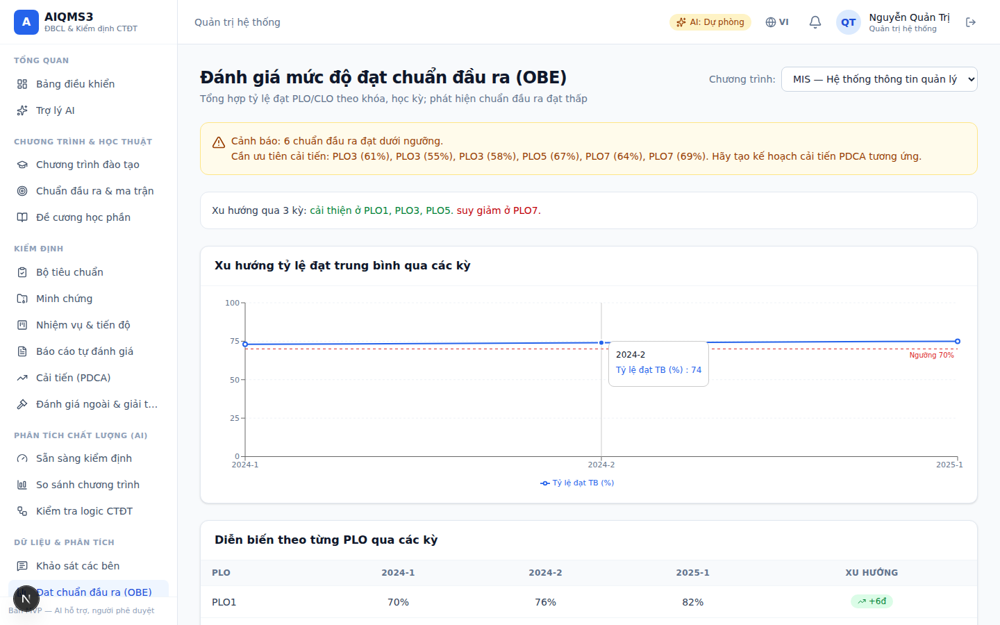 A
AIQMS3
ĐBCL & Kiểm định CTĐT
TỔNG QUAN
Bảng điều khiển
Trợ lý AI
CHƯƠNG TRÌNH & HỌC THUẬT
Chương trình đào tạo
Chuẩn đầu ra & ma trận
Đề cương học phần
KIỂM ĐỊNH
Bộ tiêu chuẩn
Minh chứng
Nhiệm vụ & tiến độ
Báo cáo tự đánh giá
Cải tiến (PDCA)
Đánh giá ngoài & giải t...
PHÂN TÍCH CHẤT LƯỢNG (AI)
Sẵn sàng kiểm định
So sánh chương trình
Kiểm tra logic CTĐT
DỮ LIỆU & PHÂN TÍCH
Khảo sát các bên
Đạt chuẩn đầu ra (OBE)
MVP — AI hỗ trợ, người phê duyệt
Quản trị hệ thống
AI: Dự phòng
VI
QT
Nguyễn Quản Trị
Quản trị hệ thống
Đánh giá mức độ đạt chuẩn đầu ra (OBE)
Tổng hợp tỷ lệ đạt PLO/CLO theo khóa, học kỳ; phát hiện chuẩn đầu ra đạt thấp
Chương trình:
MIS — Hệ thống thông tin quản lý
Cảnh báo: 6 chuẩn đầu ra đạt dưới ngưỡng.
Cần ưu tiên cải tiến: PLO3 (61%), PLO3 (55%), PLO3 (58%), PLO5 (67%), PLO7 (64%), PLO7 (69%). Hãy tạo kế hoạch cải tiến PDCA tương ứng.
Xu hướng qua 3 kỳ: cải thiện ở PLO1, PLO3, PLO5. suy giảm ở PLO7.
Xu hướng tỷ lệ đạt trung bình qua các kỳ
100
75
50
25
0
Ngưỡng 70%
2024-2
Tỷ lệ đạt TB (%) : 74
2024-1
2024-2
2025-1
Tỷ lệ đạt TB (%)
Diễn biến theo từng PLO qua các kỳ
PLO 2024-1 2024-2 2025-1 XU HƯỚNG
PLO1 70% 76% 82% +6đ